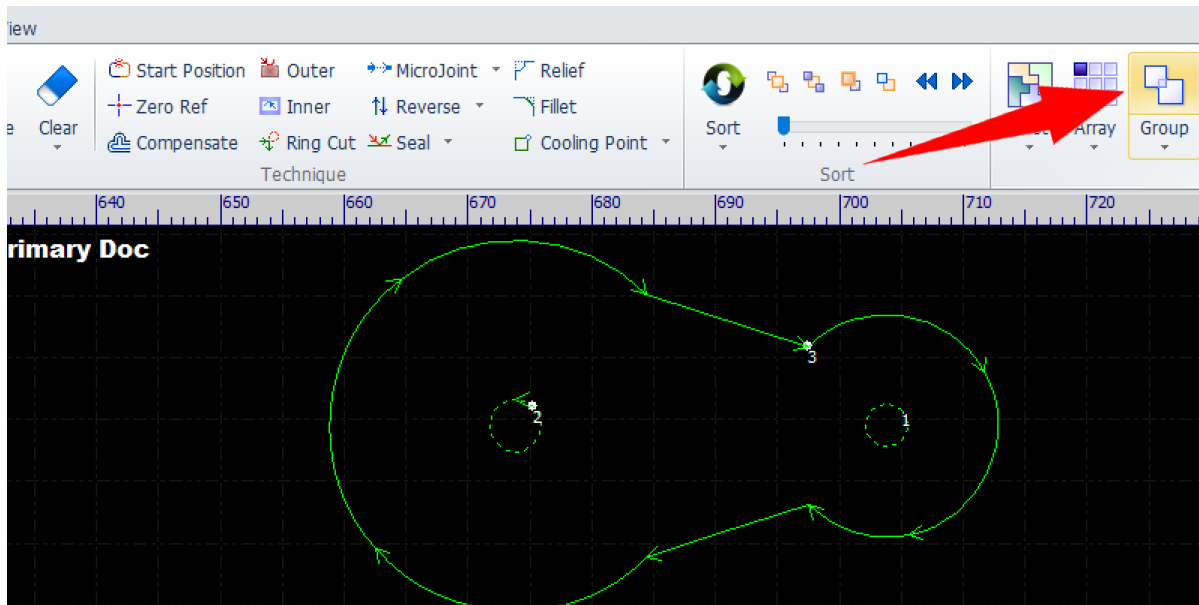 iew
Start Position Outer MicroJoint Relief
Zero Ref Inner Reverse Fillet
Clear Compensate Ring Cut Seal Cooling Point
Sort Array Group
Technique Sort
640 650 660 670 680 690 700 710 720
rimary Doc
3
2 1